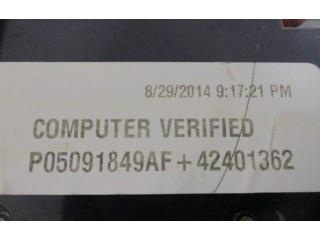 8/29/2014 9:17:21 PM
COMPUTER VERIFIED
P05091849AF+42401362